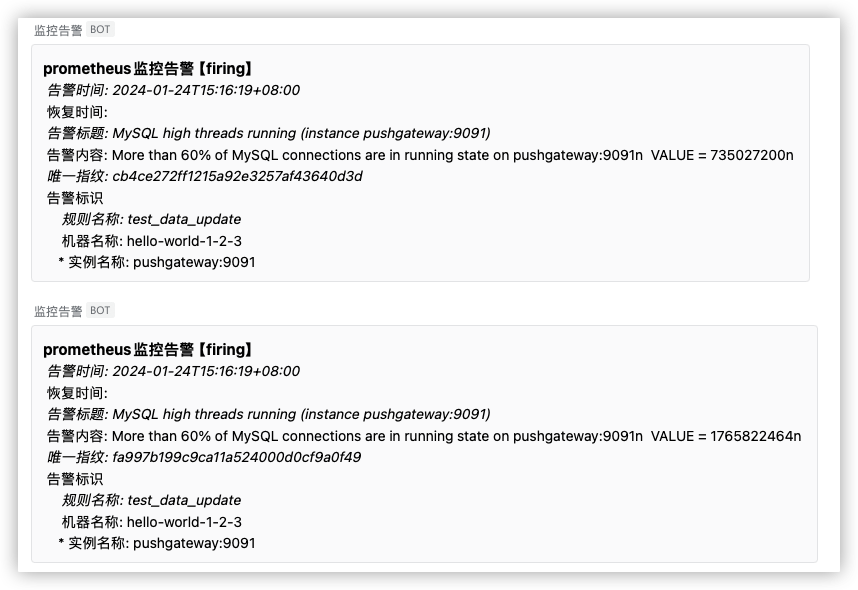 监控告警 BOT
prometheus监控告警【firing】
告警时间: 2024-01-24T15:16:19+08:00
恢复时间:
告警标题: MySQL high threads running (instance pushgateway:9091)
告警内容: More than 60% of MySQL connections are in running state on pushgateway:9091n VALUE = 735027200n
唯一指纹: cb4ce272ff1215a92e3257af43640d3d
告警标识
规则名称: test_data_update
机器名称: hello-world-1-2-3
* 实例名称: pushgateway:9091
监控告警 BOT
prometheus监控告警【firing】
告警时间: 2024-01-24T15:16:19+08:00
恢复时间:
告警标题: MySQL high threads running (instance pushgateway:9091)
告警内容: More than 60% of MySQL connections are in running state on pushgateway:9091n VALUE = 1765822464n
唯一指纹: fa997b199c9ca11a524000d0cf9a0f49
告警标识
规则名称: test_data_update
机器名称: hello-world-1-2-3
* 实例名称: pushgateway:9091